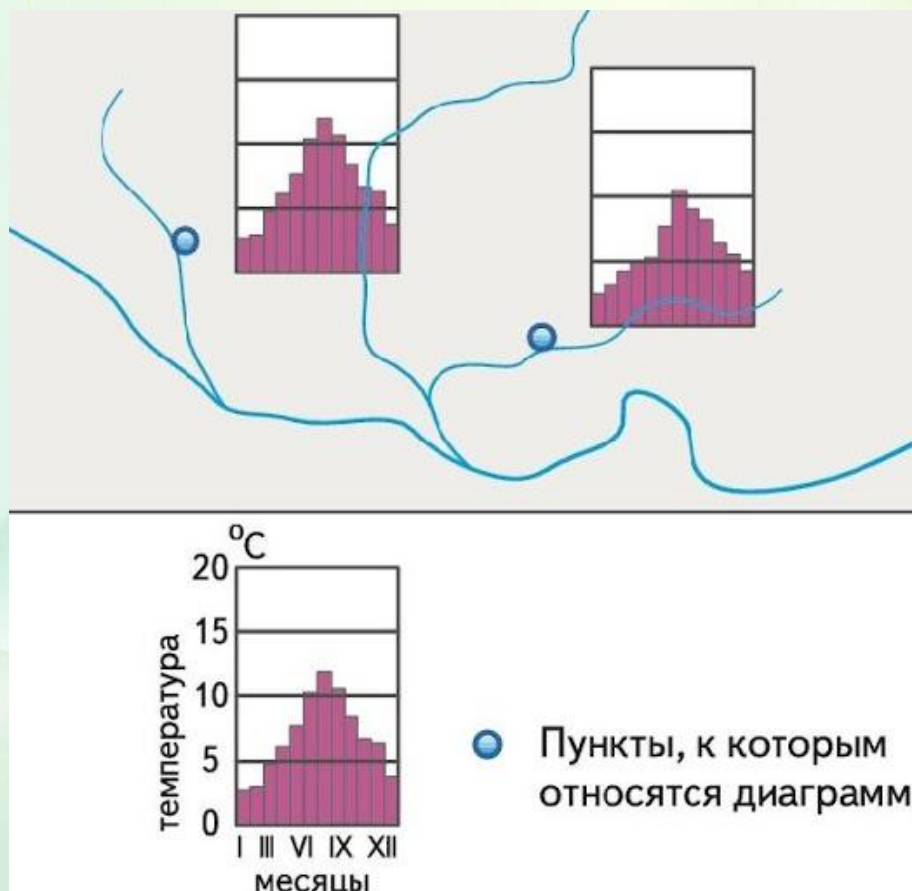 °C
20
15
10
5
0
температура
I III VI IX XII
месяцы
Пункты, к которым
относятся диаграмм